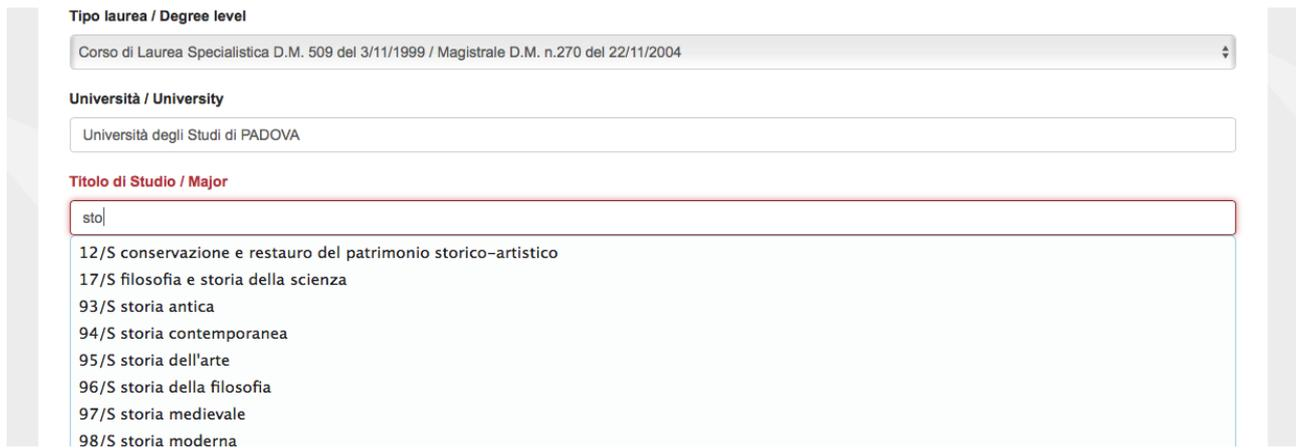 Tipo laurea / Degree level
Corso di Laurea Specialistica D.M. 509 del 3/11/1999 / Magistrale D.M. n.270 del 22/11/2004
Università / University
Università degli Studi di PADOVA
Titolo di Studio / Major
sto
12/S conservazione e restauro del patrimonio storico-artistico
17/S filosofia e storia della scienza
93/S storia antica
94/S storia contemporanea
95/S storia dell'arte
96/S storia della filosofia
97/S storia medievale
98/S storia moderna